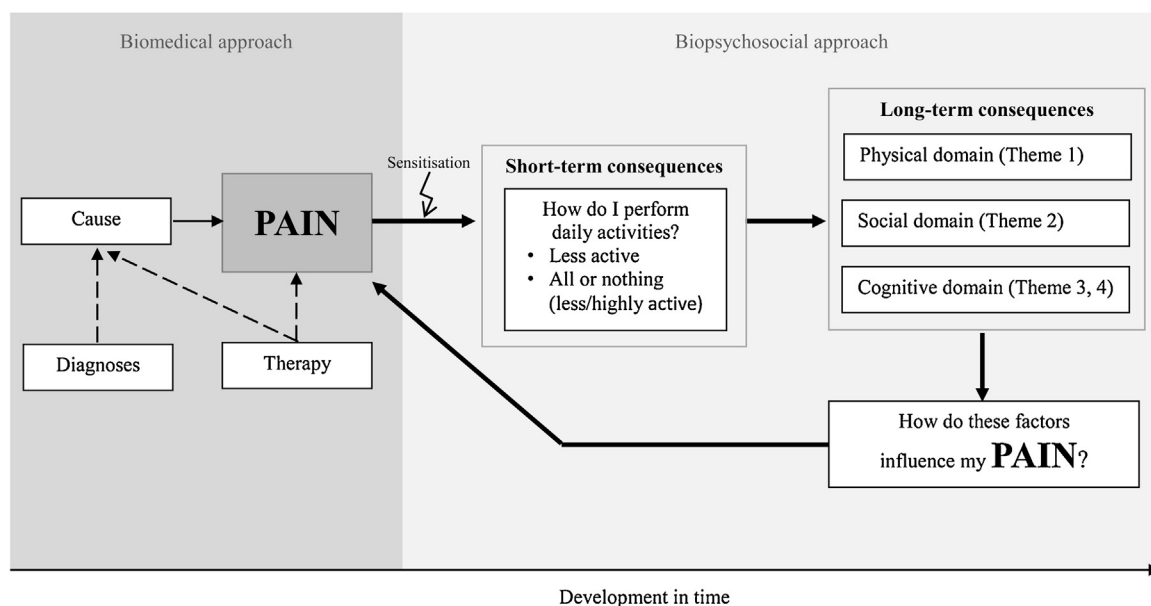 Biomedical approach
Biopsychosocial approach
Cause
PAIN
Diagnoses
Therapy
Sensitisation
Short-term consequences
How do I perform
daily activities?
• Less active
• All or nothing
(less/highly active)
Long-term consequences
Physical domain (Theme 1)
Social domain (Theme 2)
Cognitive domain (Theme 3, 4)
How do these factors
influence my PAIN?
Development in time